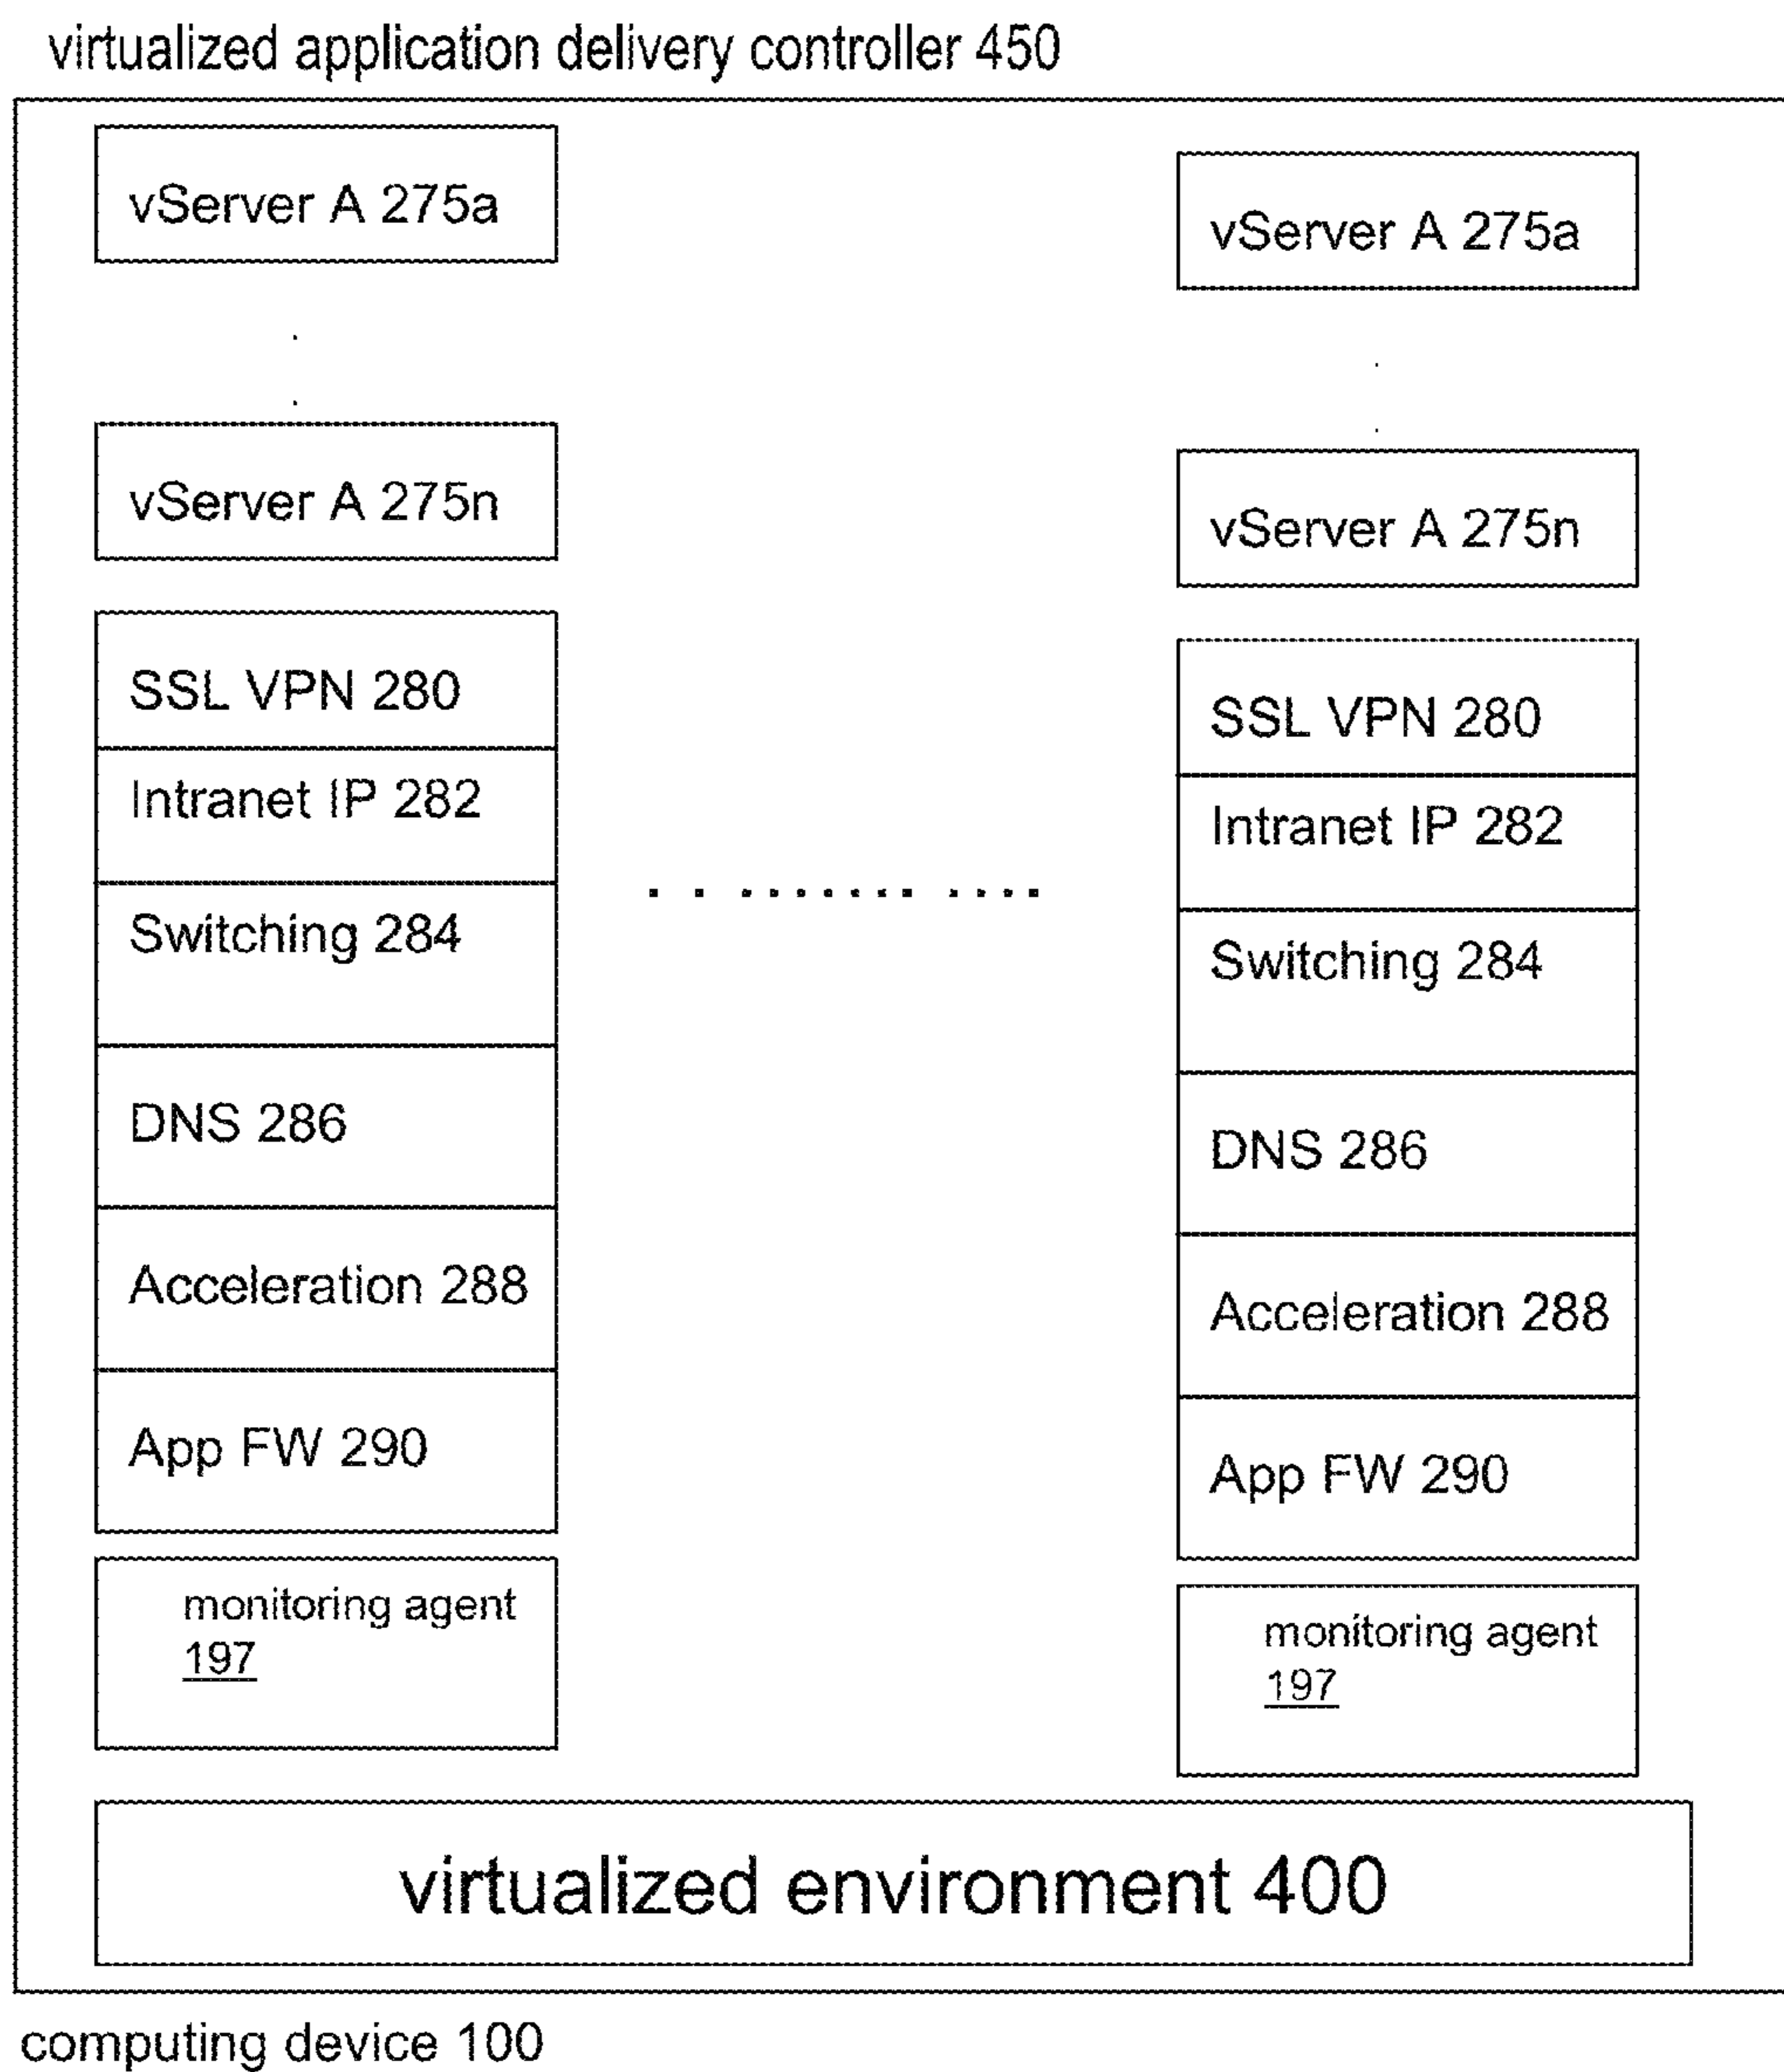 virtualized application delivery controller 450
vServer A 275a
vServer A 275n
SSL VPN 280
Intranet IP 282
Switching 284
DNS 286
Acceleration 288
App FW 290
monitoring agent
197
vServer A 275a
vServer A 275n
SSL VPN 280
Intranet IP 282
Switching 284
DNS 286
Acceleration 288
App FW 290
monitoring agent
197
virtualized environment 400
computing device 100